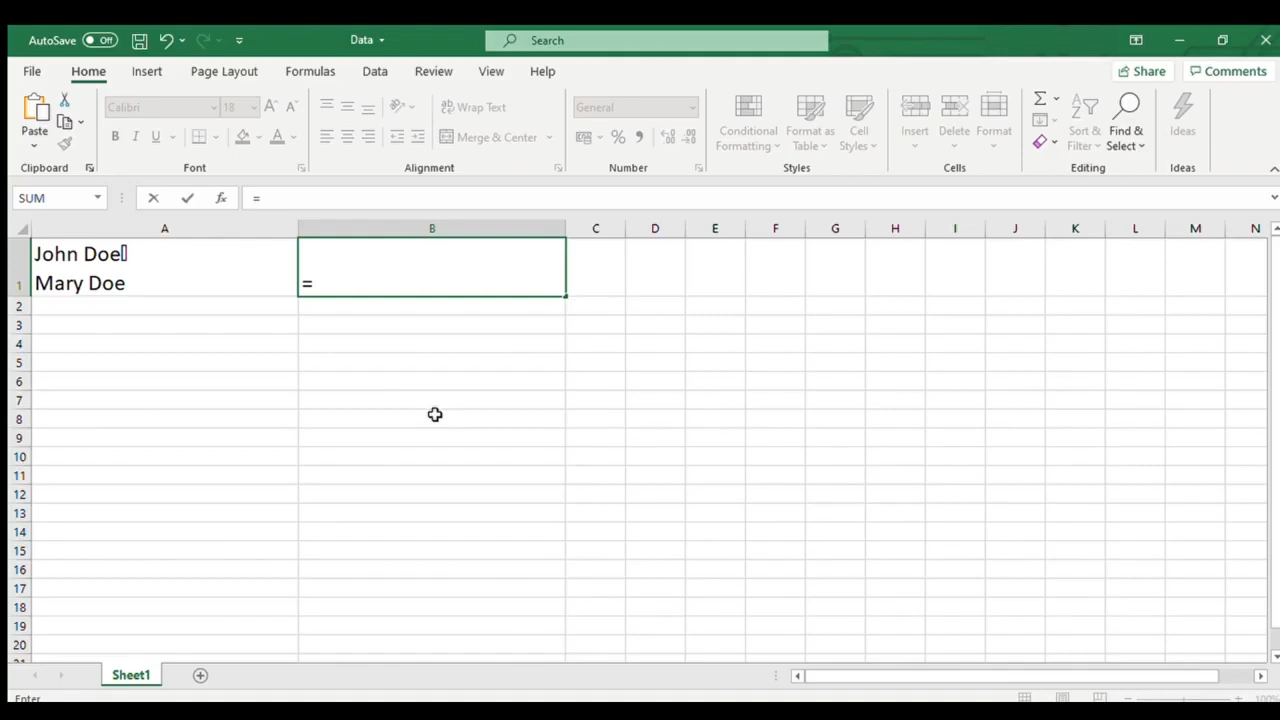 AutoSave Off Data Search
File Home Insert Page Layout Formulas Data Review View Help Share Comments
Calibri 18 Wrap Text General
Paste Conditional Format as Cell Insert Delete Format Sort & Find & Ideas
B I U Merge & Center Formatting Table Styles Filter Select
Clipboard Font Alignment Number Styles Cells Editing Ideas
SUM fx =
A B C D E F G H I J K L M N
John Doe
1 Mary Doe =
2
3
4
5
6
7
8
9
10
11
12
13
14
15
16
17
18
19
20
21
Sheet1
Enter 100%